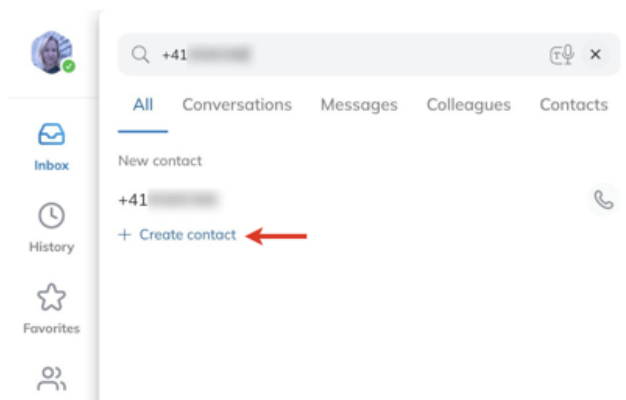 +41
All Conversations Messages Colleagues Contacts
New contact
+41
+ Create contact
Inbox
History
Favorites